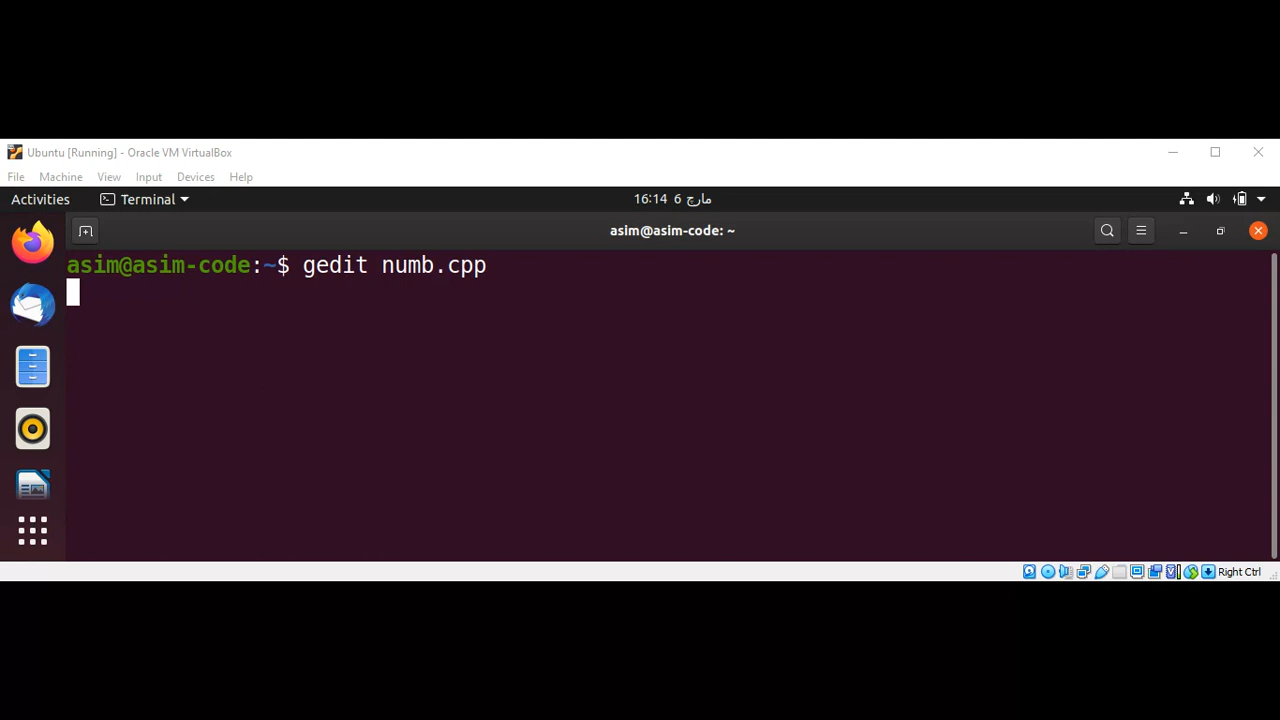 Ubuntu [Running] - Oracle VM VirtualBox
File Machine View Input Devices Help
Activities Terminal 16:14 6 مارچ
asim@asim-code: ~
asim@asim-code:~$ gedit numb.cpp
Right Ctrl